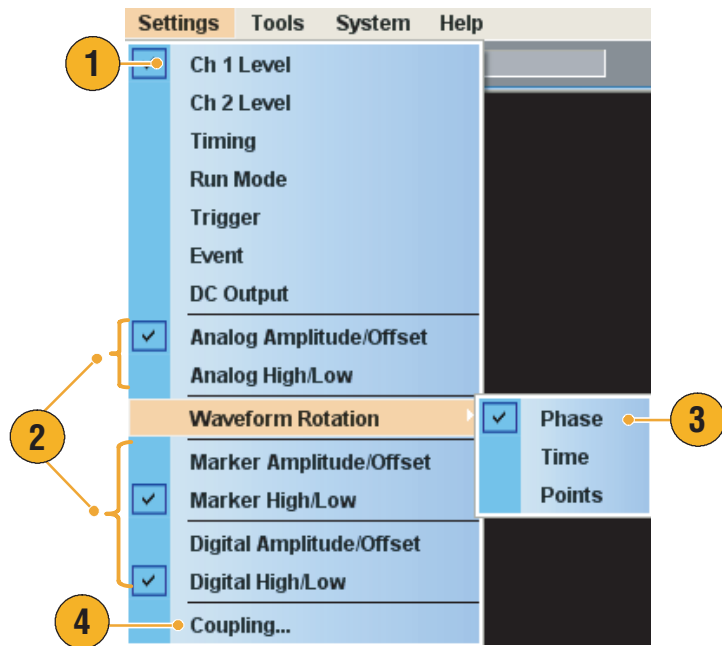 Settings Tools System Help
1
Ch 1 Level
Ch 2 Level
Timing
Run Mode
Trigger
Event
DC Output
Analog Amplitude/Offset
Analog High/Low
2
Waveform Rotation
Phase
3
Time
Points
Marker Amplitude/Offset
Marker High/Low
Digital Amplitude/Offset
Digital High/Low
4
Coupling...